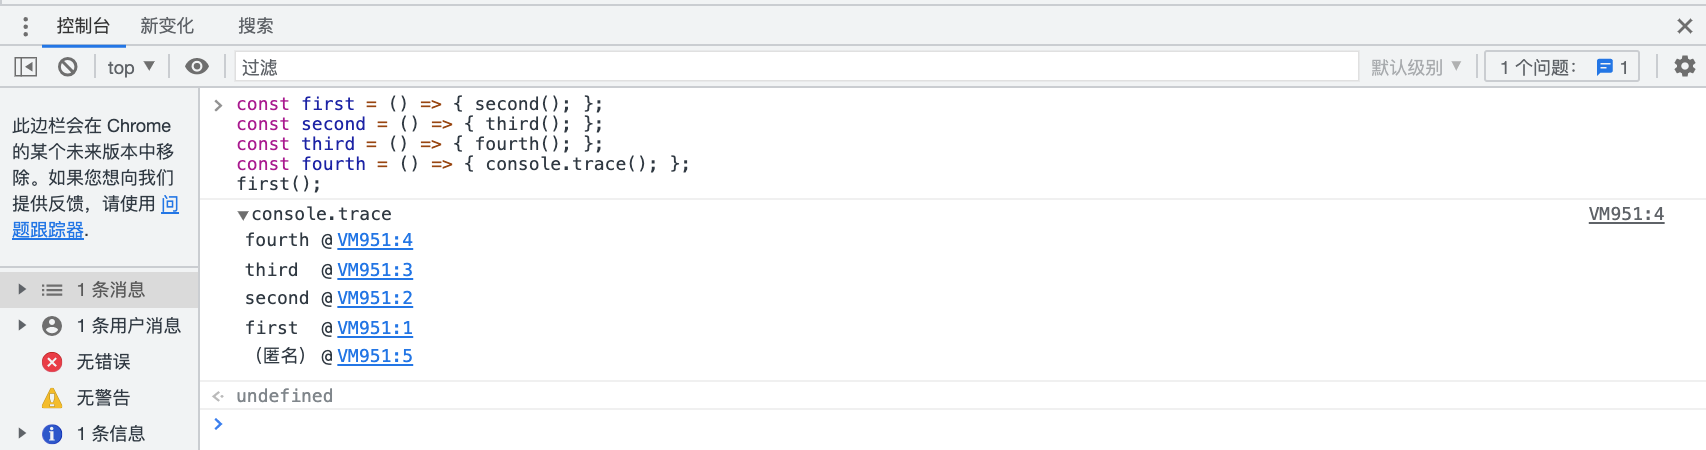 控制台 新变化 搜索
top 过滤 默认级别 1 个问题： 1
此边栏会在 Chrome
的某个未来版本中移
除。如果您想向我们
提供反馈，请使用 问
题跟踪器.
1 条消息
1 条用户消息
无错误
无警告
1 条信息
const first = () => { second(); };
const second = () => { third(); };
const third = () => { fourth(); };
const fourth = () => { console.trace(); };
first();
console.trace VM951:4
fourth @ VM951:4
third @ VM951:3
second @ VM951:2
first @ VM951:1
（匿名） @ VM951:5
undefined